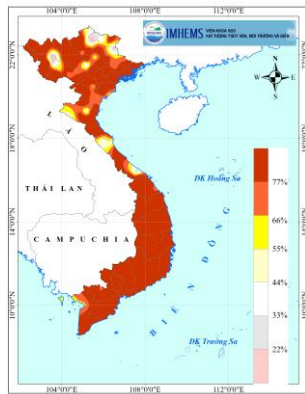 104°0'0"E 108°0'0"E 112°0'0"E
IMHEMS
VIỆN KHOA HỌC
KHÍ TƯỢNG THỦY VĂN, MÔI TRƯỜNG VÀ BIỂN
N
W E
S
22°0'0"N
18°0'0"N
14°0'0"N
10°0'0"N
LÀO
THÁI LAN
CAMPUCHIA
ĐK Hoàng Sa
BIỂN ĐÔNG
ĐK Trường Sa
77%
66%
55%
44%
33%
22%
104°0'0"E 108°0'0"E 112°0'0"E